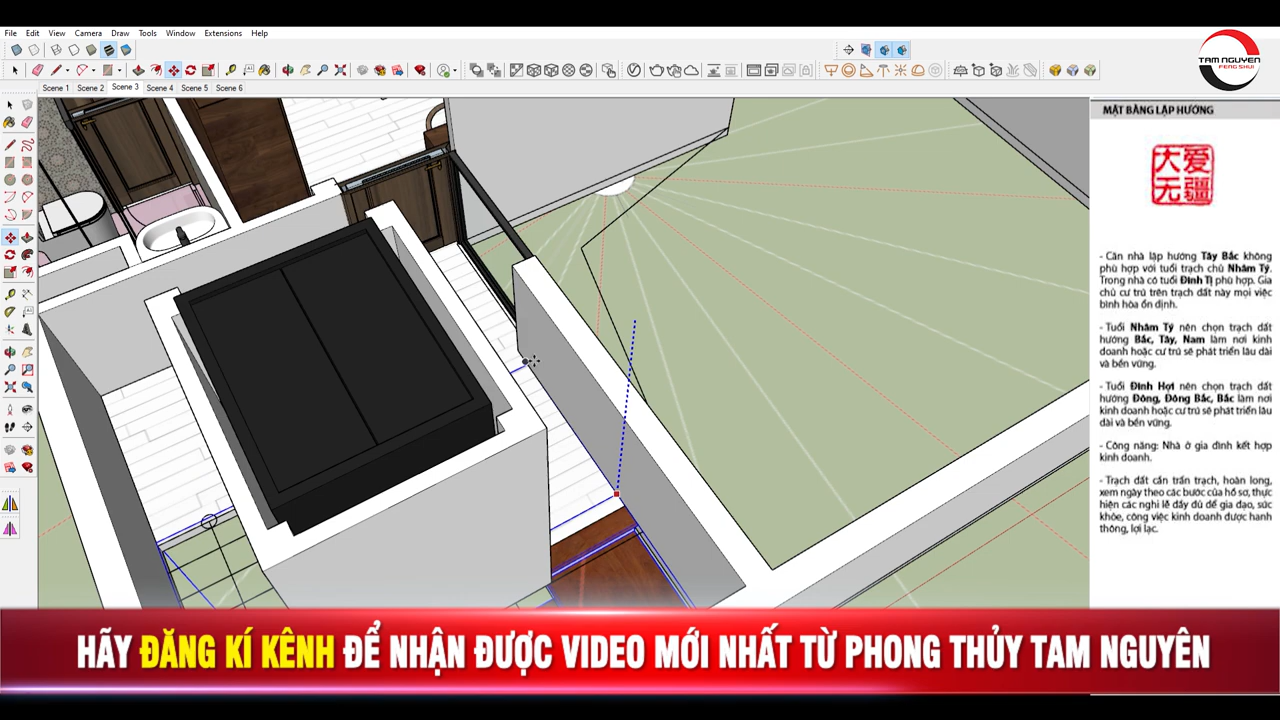 File Edit View Camera Draw Tools Window Extensions Help
TAM NGUYEN
FENG SHUI
Scene 1 Scene 2 Scene 3 Scene 4 Scene 5 Scene 6
MẶT BẰNG LẬP HƯỚNG
大爱
无疆
- Căn nhà lập hướng Tây Bắc không
phù hợp với tuổi trạch chủ Nhâm Tý.
Trong nhà có tuổi Đinh Tị phù hợp. Gia
chủ cư trú trên trạch đất này mọi việc
bình hòa ổn định.
- Tuổi Nhâm Tý nên chọn trạch đất
hướng Bắc, Tây, Nam làm nơi kinh
doanh hoặc cư trú sẽ phát triển lâu dài
và bền vững.
- Tuổi Đinh Hợi nên chọn trạch đất
hướng Đông, Đông Bắc, Bắc làm nơi
kinh doanh hoặc cư trú sẽ phát triển lâu
dài và bền vững.
- Công năng: Nhà ở gia đình kết hợp
kinh doanh.
- Trạch đất cần trấn trạch, hoàn long,
xem ngày theo các bước của hồ sơ, thực
hiện các nghi lễ đầy đủ để gia đạo, sức
khỏe, công việc kinh doanh được hanh
thông, lợi lạc.
HÃY ĐĂNG KÍ KÊNH ĐỂ NHẬN ĐƯỢC VIDEO MỚI NHẤT TỪ PHONG THỦY TAM NGUYÊN